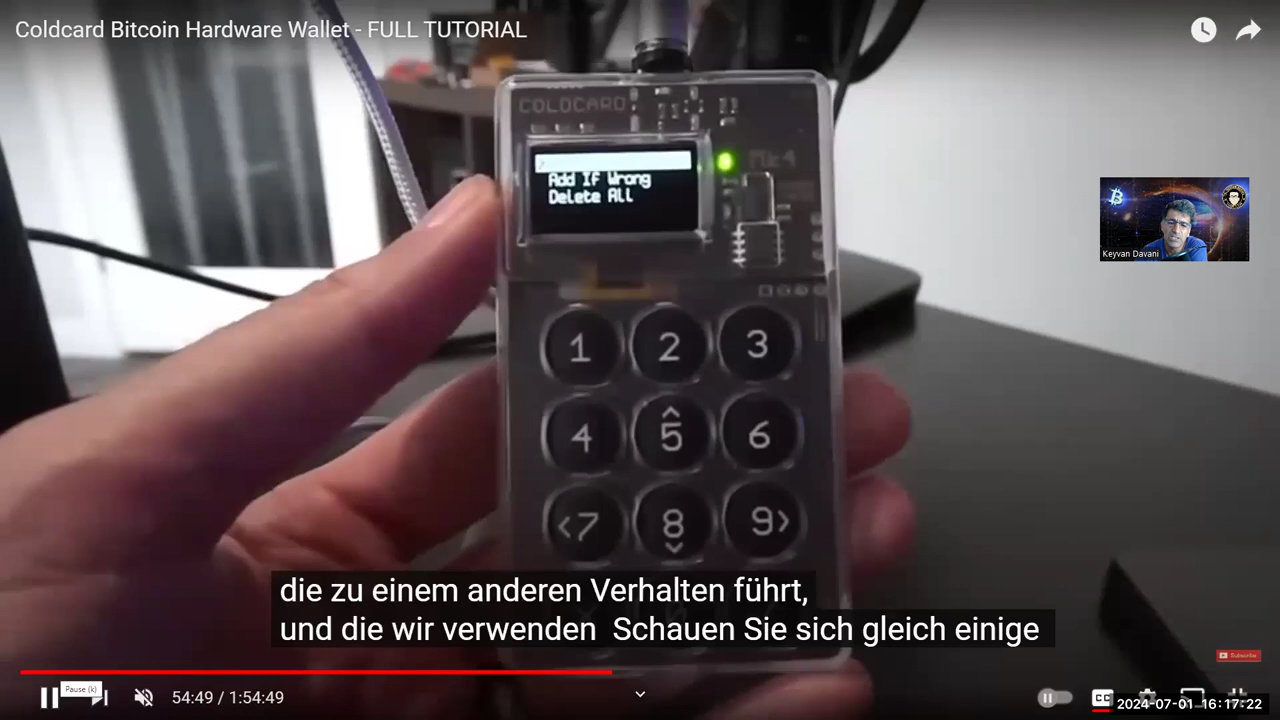 Coldcard Bitcoin Hardware Wallet - FULL TUTORIAL
COLDCARD
Mk4
Add If Wrong
Delete All
Keyvan Davani
1 2 3
4 5 6
7 8 9
die zu einem anderen Verhalten führt,
und die wir verwenden Schauen Sie sich gleich einige
Subscribe
Pause (k)
54:49 / 1:54:49
CC
2024-07-01 16:17:22